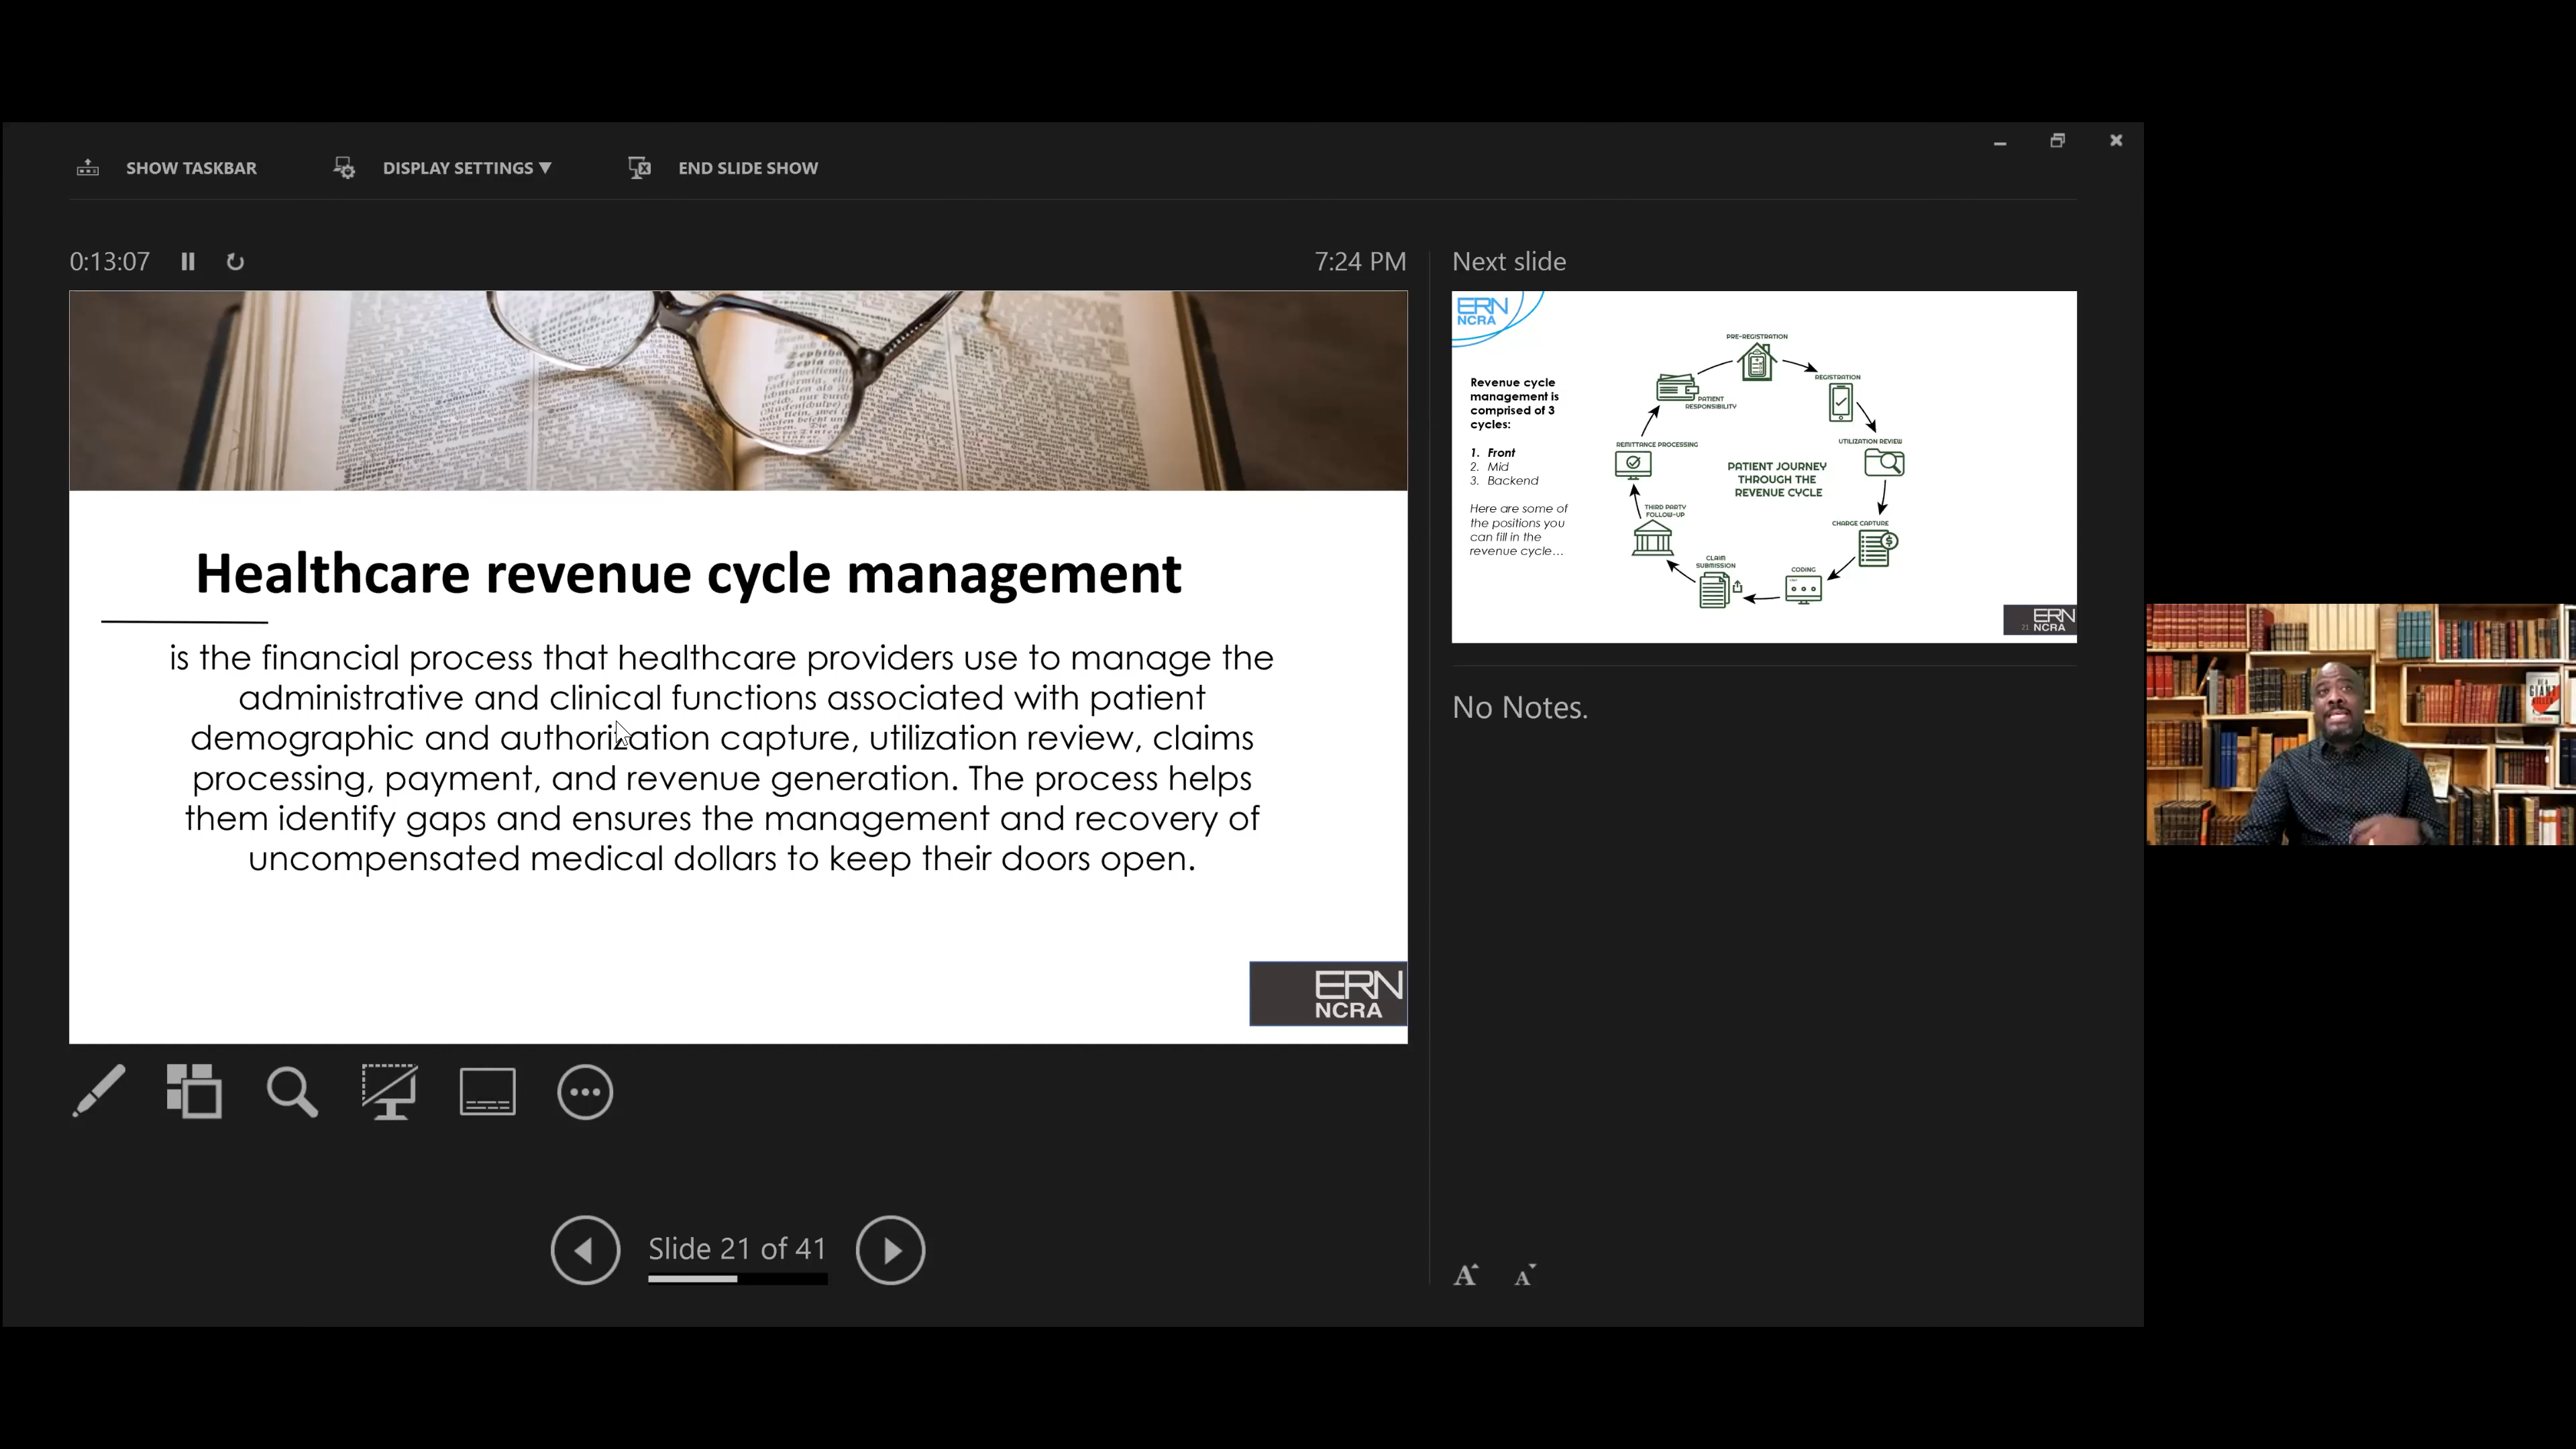 SHOW TASKBAR
DISPLAY SETTINGS ▼
END SLIDE SHOW
0:13:07
7:24 PM
Healthcare revenue cycle management
is the financial process that healthcare providers use to manage the
administrative and clinical functions associated with patient
demographic and authorization capture, utilization review, claims
processing, payment, and revenue generation. The process helps
them identify gaps and ensures the management and recovery of
uncompensated medical dollars to keep their doors open.
ERN
NCRA
Slide 21 of 41
Next slide
ERN
NCRA
Revenue cycle
management is
comprised of 3
cycles:
1. Front
2. Mid
3. Backend
Here are some of
the positions you
can fill in the
revenue cycle...
PRE-REGISTRATION
REGISTRATION
UTILIZATION REVIEW
CHARGE CAPTURE
CODING
CLAIM
SUBMISSION
THIRD PARTY
FOLLOW-UP
REMITTANCE PROCESSING
PATIENT
RESPONSIBILITY
PATIENT JOURNEY
THROUGH THE
REVENUE CYCLE
21
ERN
NCRA
No Notes.
A A
GIANT